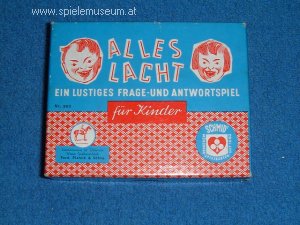 www.spielemuseum.at
ALLES
LACHT
EIN LUSTIGES FRAGE-UND ANTWORTSPIEL
für Kinder
SCHMID